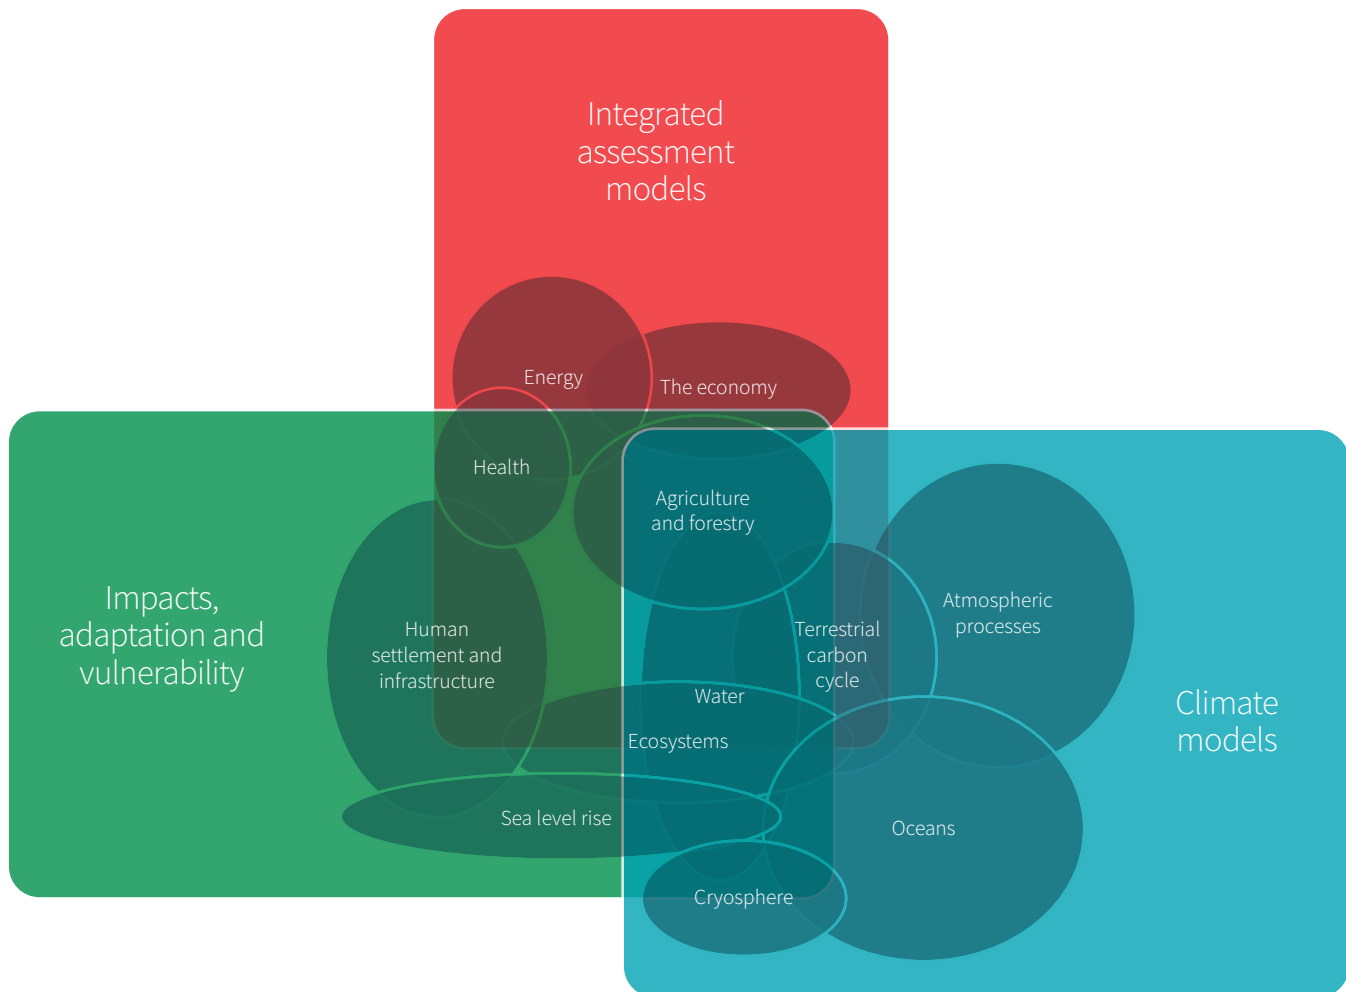 Integrated
assessment
models
Energy
The economy
Health
Agriculture
and forestry
Impacts,
adaptation and
vulnerability
Human
settlement and
infrastructure
Terrestrial
carbon
cycle
Atmospheric
processes
Water
Ecosystems
Climate
models
Sea level rise
Oceans
Cryosphere